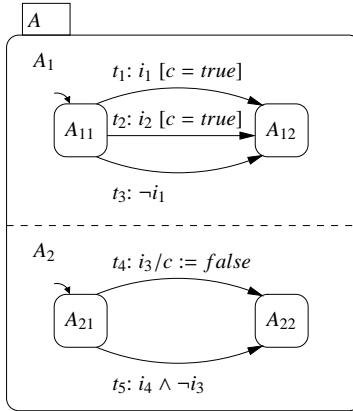 A
A₁
t₁: i₁ [c = true]
t₂: i₂ [c = true]
A₁₁
A₁₂
t₃: ¬i₁
A₂
t₄: i₃/c := false
A₂₁
A₂₂
t₅: i₄ ∧ ¬i₃